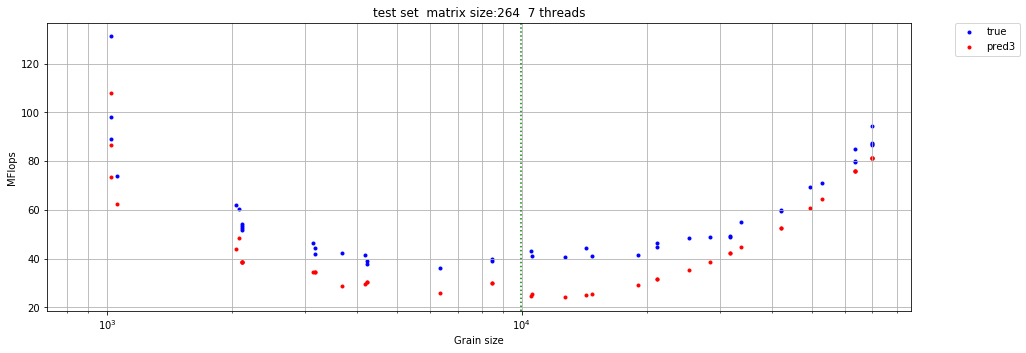 test set  matrix size:264  7 threads
true
pred3
MFlops
120
100
80
60
40
20
10³
10⁴
Grain size